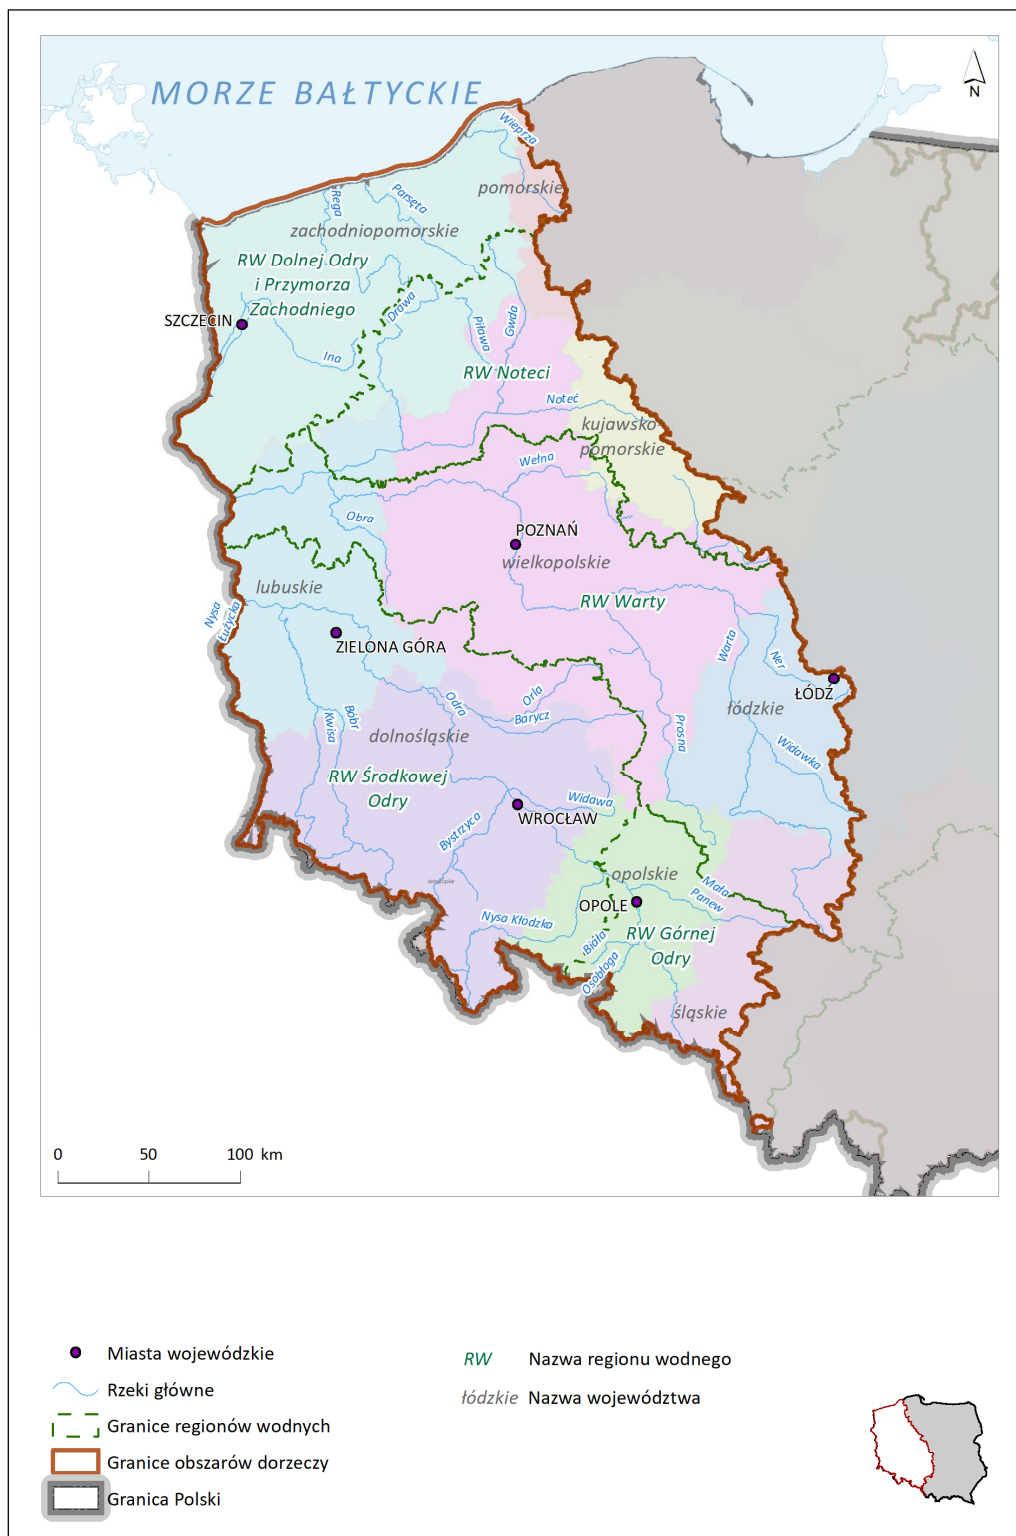 MORZE BAŁTYCKIE
N
Wieprza
pomorskie
Rega
Parsęta
zachodniopomorskie
RW Dolnej Odry
i Przymorza
Zachodniego
SZCZECIN
Drawa
Piława
Gwda
Ina
RW Noteci
Noteć
kujawsko
pomorskie
Wełna
Obra
POZNAŃ
wielkopolskie
lubuskie
RW Warty
Nysa
Łużycka
ZIELONA GÓRA
Warta
Ner
ŁÓDŹ
Kwisa
Bóbr
Odra
Orla
Barycz
łódzkie
Prosna
dolnośląskie
Widawka
RW Środkowej
Odry
Widawa
WROCŁAW
Bystrzyca
opolskie
dolnośląskie
Mała
Panew
OPOLE
Nysa Kłodzka
RW Górnej
Odry
Biała
Osobłoga
śląskie
0 50 100 km
Miasta wojewódzkie
Rzeki główne
Granice regionów wodnych
Granice obszarów dorzeczy
Granica Polski
RW Nazwa regionu wodnego
łódzkie Nazwa województwa